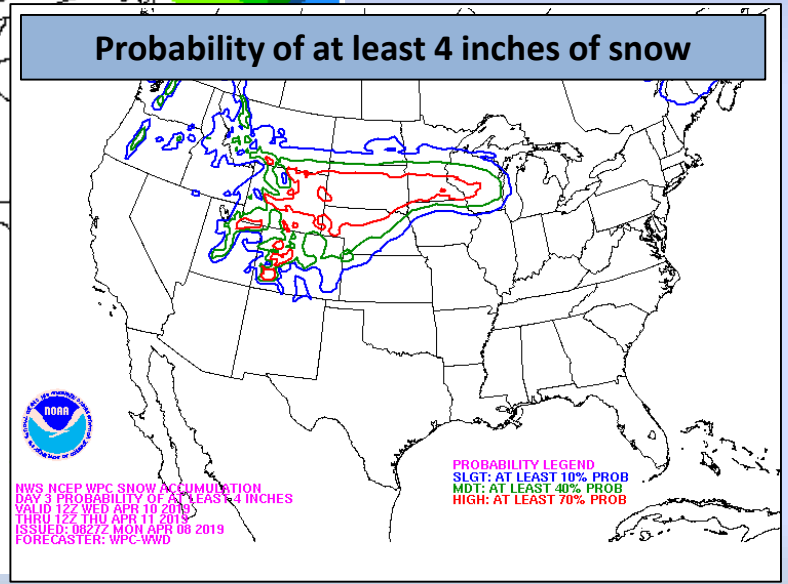 Probability of at least 4 inches of snow
NOAA
NWS NCEP WPC SNOW ACCUMULATION
DAY 3 PROBABILITY OF AT LEAST 4 INCHES
VALID 12Z WED APR 10 2019
THRU 12Z THU APR 11 2019
ISSUED: 0827Z MON APR 08 2019
FORECASTER: WPC-WWD
PROBABILITY LEGEND
SLGT: AT LEAST 10% PROB
MDT: AT LEAST 40% PROB
HIGH: AT LEAST 70% PROB